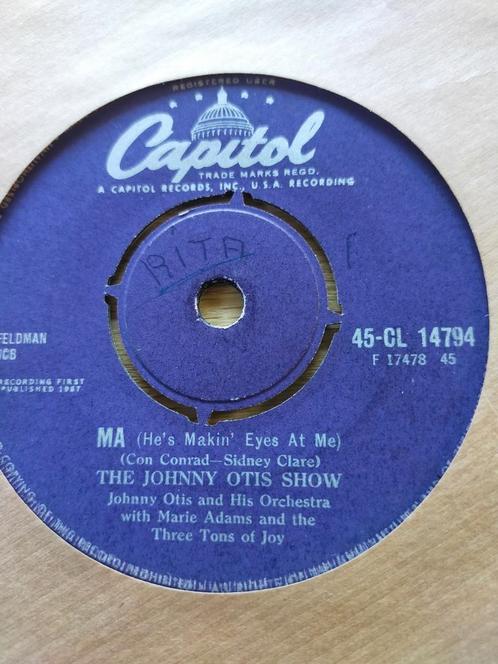 REGISTERED USER
Capitol
TRADE MARKS REGD.
A CAPITOL RECORDS, INC., U.S.A. RECORDING
RITA
FELDMAN
45-CL 14794
F 17478 45
RECORDING FIRST
PUBLISHED 1957
MA (He's Makin' Eyes At Me)
(Con Conrad—Sidney Clare)
THE JOHNNY OTIS SHOW
Johnny Otis and His Orchestra
with Marie Adams and the
Three Tons of Joy